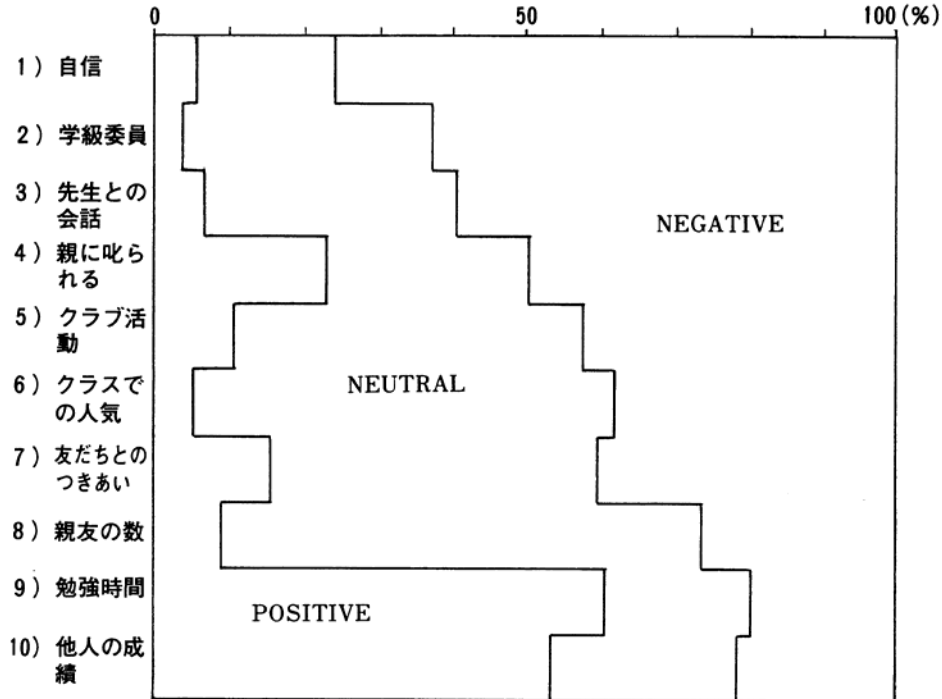 0 50 100 (%)
1) 自信
2) 学級委員
3) 先生との
会話
4) 親に叱ら
れる
5) クラブ活
動
6) クラスで
の人気
7) 友だちとの
つきあい
8) 親友の数
9) 勉強時間
10) 他人の成
績
NEGATIVE
NEUTRAL
POSITIVE